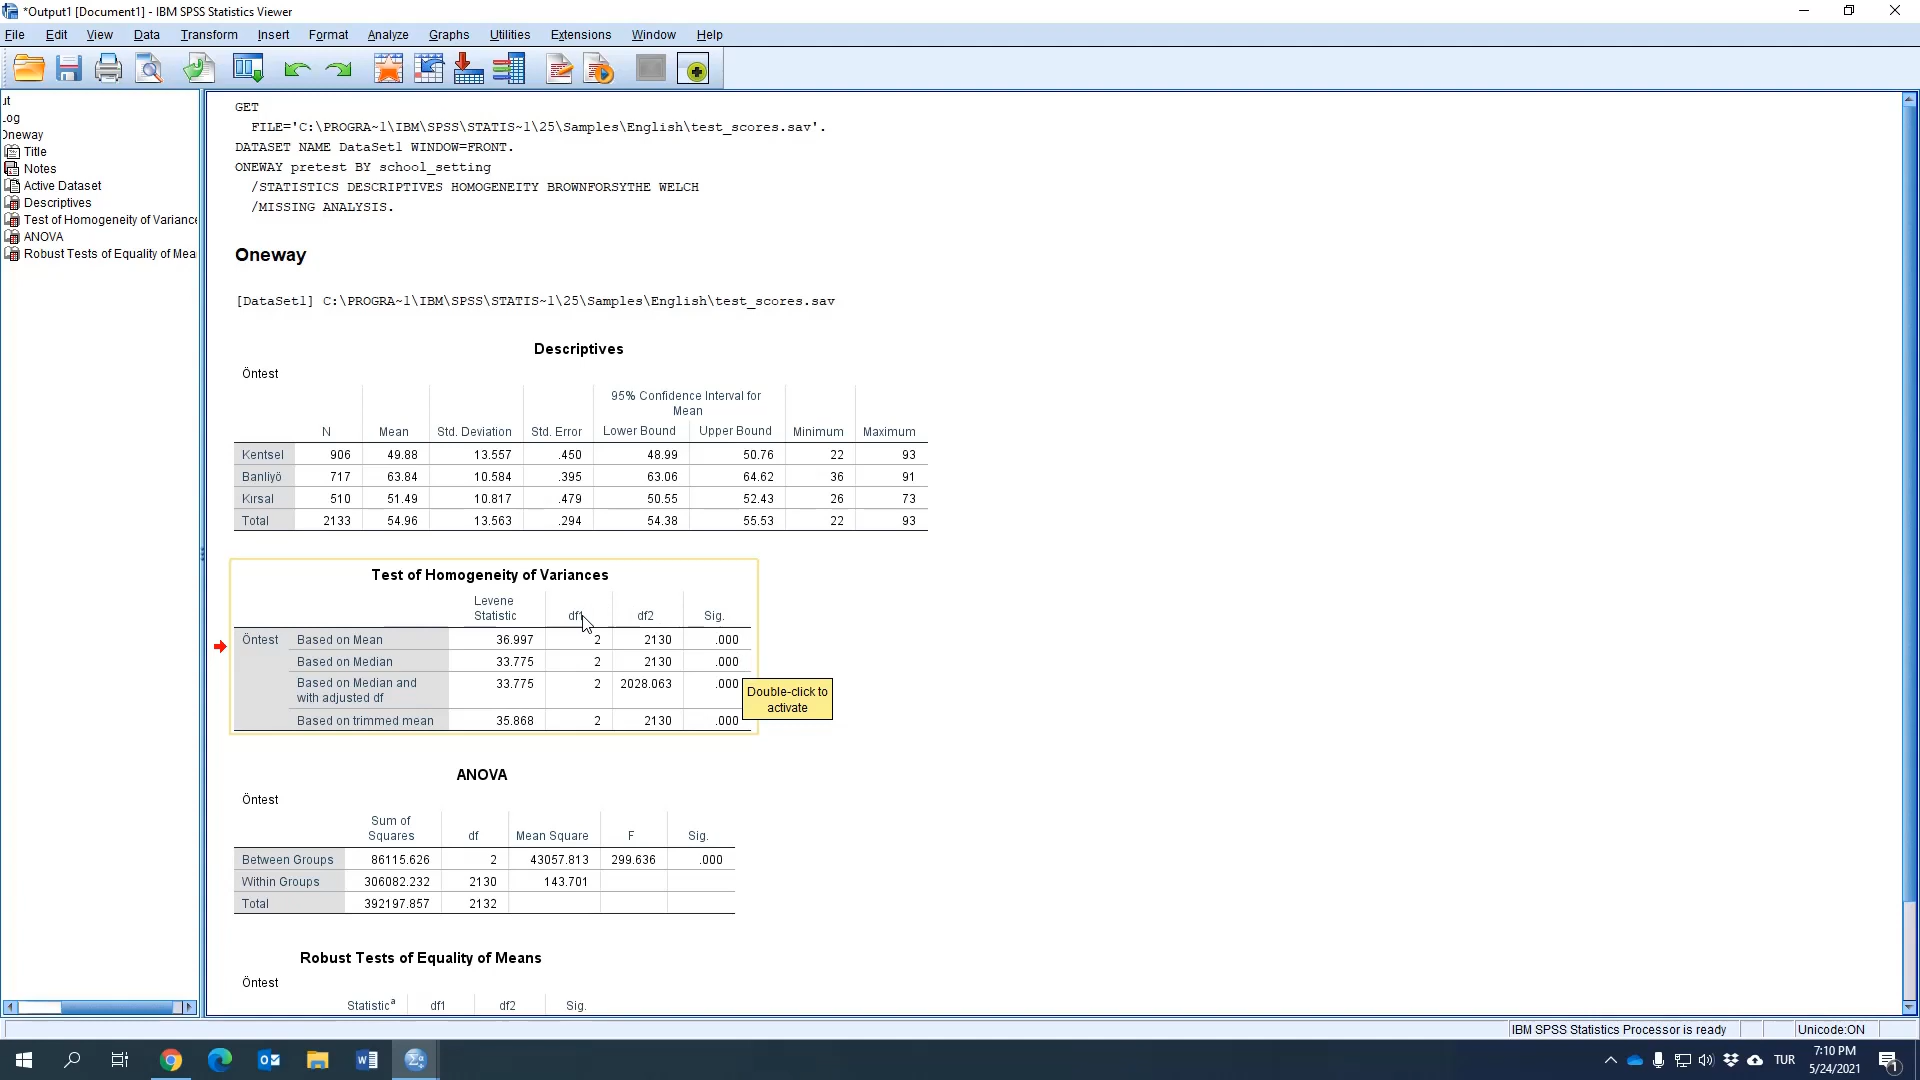 *Output1 [Document1] - IBM SPSS Statistics Viewer
File Edit View Data Transform Insert Format Analyze Graphs Utilities Extensions Window Help
ut
Log
Oneway
Title
Notes
Active Dataset
Descriptives
Test of Homogeneity of Variance
ANOVA
Robust Tests of Equality of Mea
GET
FILE='C:\PROGRA~1\IBM\SPSS\STATIS~1\25\Samples\English\test_scores.sav'.
DATASET NAME DataSet1 WINDOW=FRONT.
ONEWAY pretest BY school_setting
/STATISTICS DESCRIPTIVES HOMOGENEITY BROWNFORSYTHE WELCH
/MISSING ANALYSIS.
Oneway
[DataSet1] C:\PROGRA~1\IBM\SPSS\STATIS~1\25\Samples\English\test_scores.sav
Descriptives
Öntest
95% Confidence Interval for
Mean
N Mean Std. Deviation Std. Error Lower Bound Upper Bound Minimum Maximum
Kentsel 906 49.88 13.557 .450 48.99 50.76 22 93
Banliyö 717 63.84 10.584 .395 63.06 64.62 36 91
Kırsal 510 51.49 10.817 .479 50.55 52.43 26 73
Total 2133 54.96 13.563 .294 54.38 55.53 22 93
Test of Homogeneity of Variances
Levene
Statistic df1 df2 Sig.
Öntest Based on Mean 36.997 2 2130 .000
Based on Median 33.775 2 2130 .000
Based on Median and
with adjusted df 33.775 2 2028.063 .000
Based on trimmed mean 35.868 2 2130 .000
Double-click to
activate
ANOVA
Öntest
Sum of
Squares df Mean Square F Sig.
Between Groups 86115.626 2 43057.813 299.636 .000
Within Groups 306082.232 2130 143.701
Total 392197.857 2132
Robust Tests of Equality of Means
Öntest
Statistica df1 df2 Sig.
IBM SPSS Statistics Processor is ready Unicode:ON
TUR
7:10 PM
5/24/2021
1